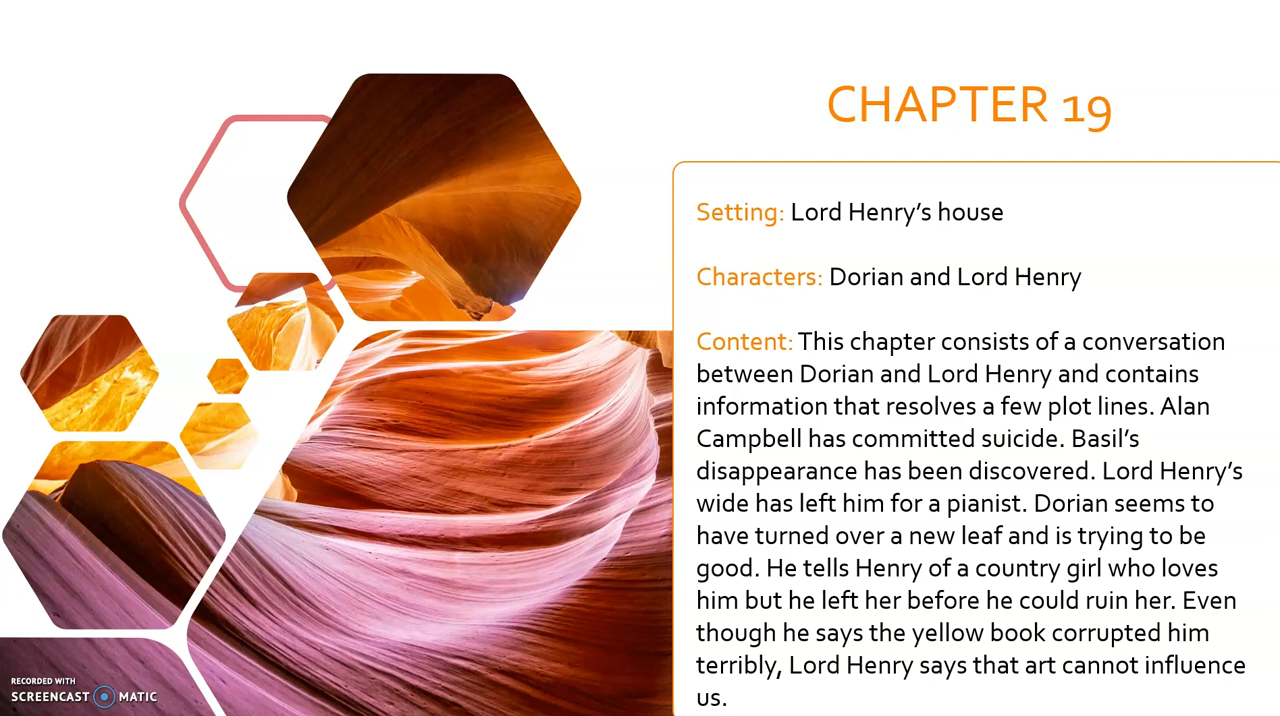 CHAPTER 19
Setting: Lord Henry’s house
Characters: Dorian and Lord Henry
Content: This chapter consists of a conversation
between Dorian and Lord Henry and contains
information that resolves a few plot lines. Alan
Campbell has committed suicide. Basil’s
disappearance has been discovered. Lord Henry’s
wide has left him for a pianist. Dorian seems to
have turned over a new leaf and is trying to be
good. He tells Henry of a country girl who loves
him but he left her before he could ruin her. Even
though he says the yellow book corrupted him
terribly, Lord Henry says that art cannot influence
us.
RECORDED WITH
SCREENCAST MATIC